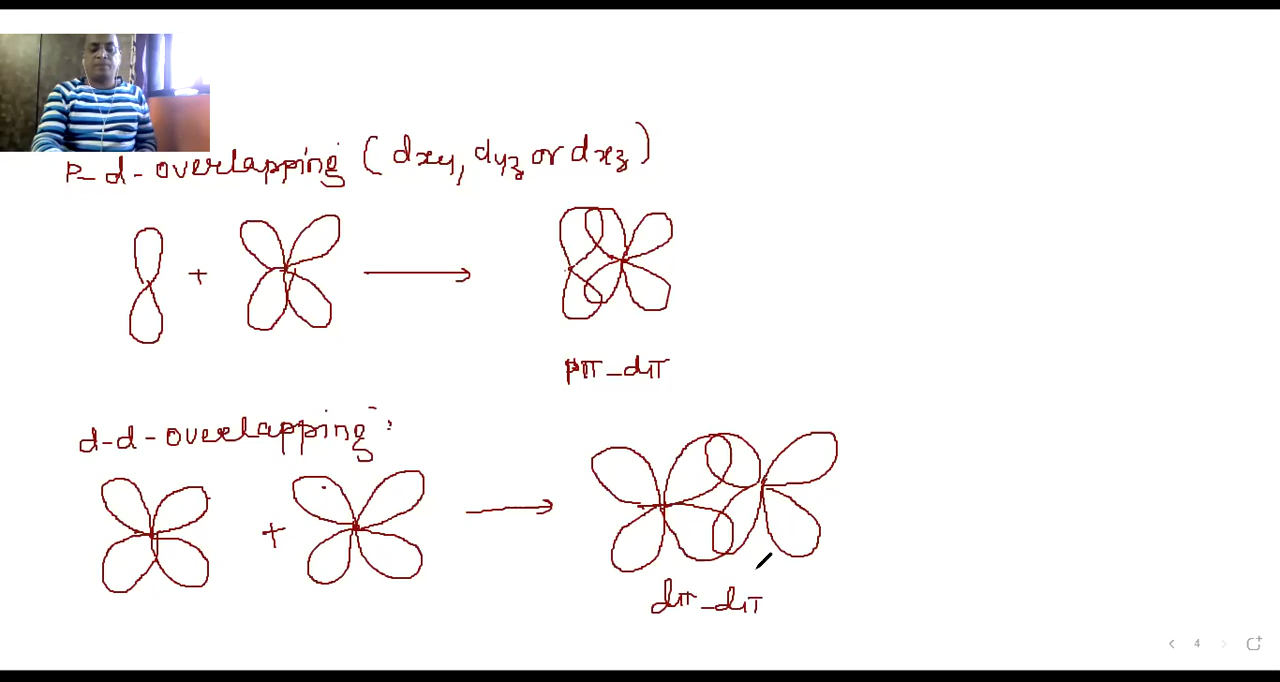 P-d-overlapping (dxy, dyz or dxz)
+
pπ-dπ
d-d-overlapping :
+
dπ-dπ
4